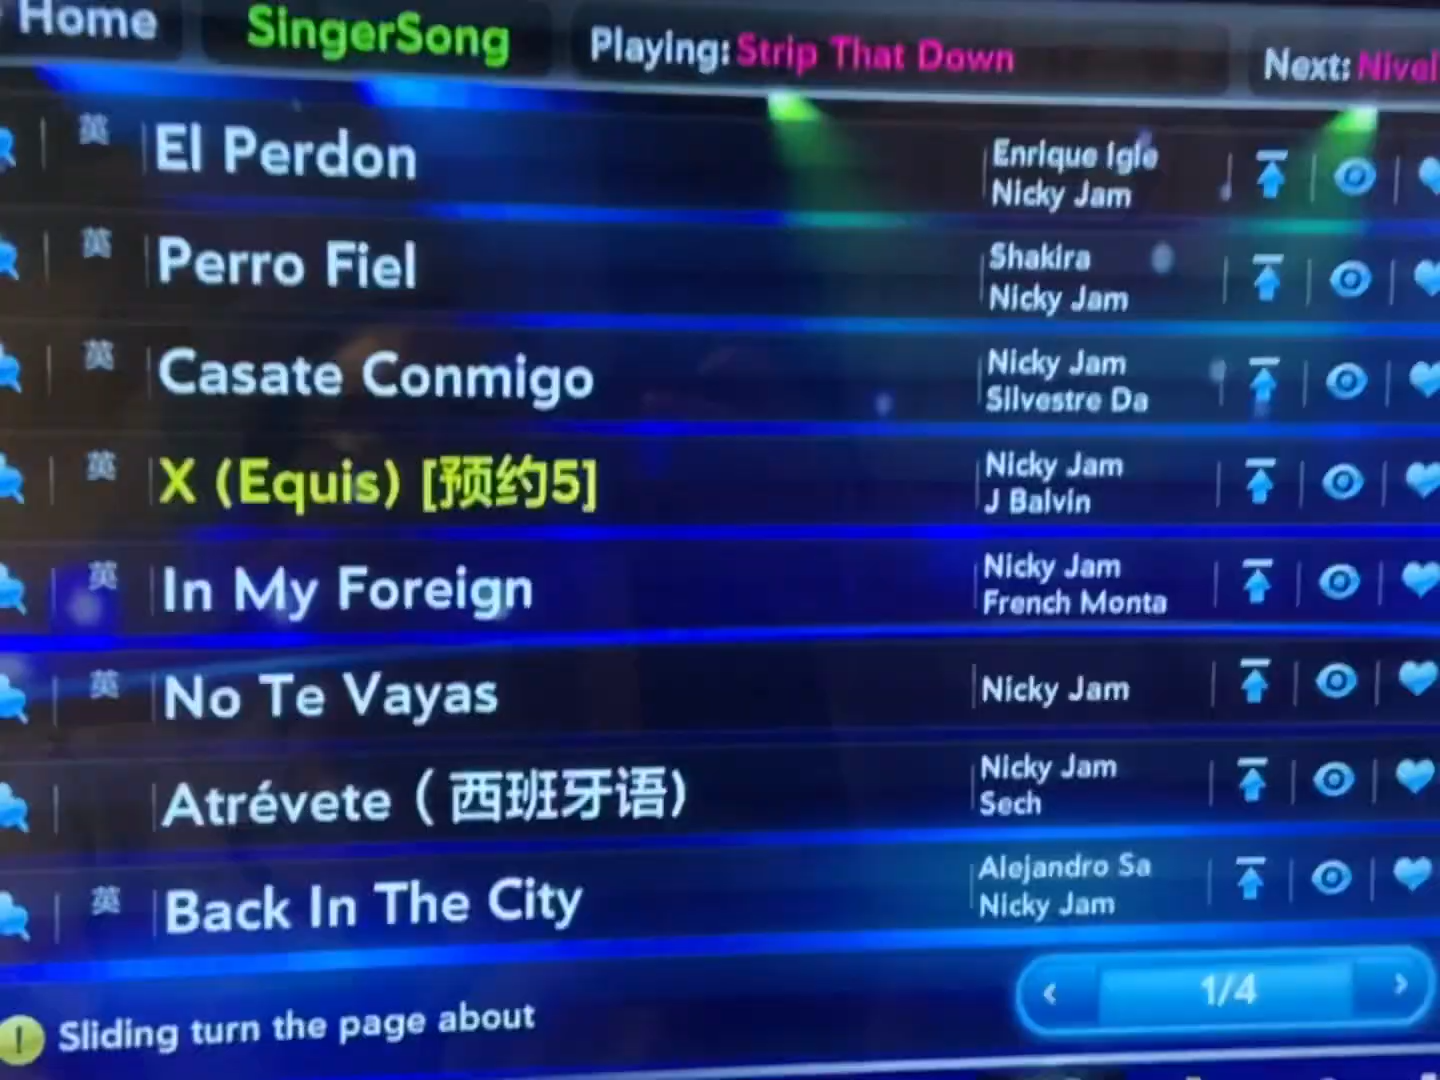 Home SingerSong Playing: Strip That Down Next: Nivel
英 El Perdon Enrique Igle
Nicky Jam
英 Perro Fiel Shakira
Nicky Jam
英 Casate Conmigo Nicky Jam
Silvestre Da
英 X (Equis) [预约5] Nicky Jam
J Balvin
英 In My Foreign Nicky Jam
French Monta
英 No Te Vayas Nicky Jam
Atrévete (西班牙语) Nicky Jam
Sech
英 Back In The City Alejandro Sa
Nicky Jam
< 1/4 >
! Sliding turn the page about